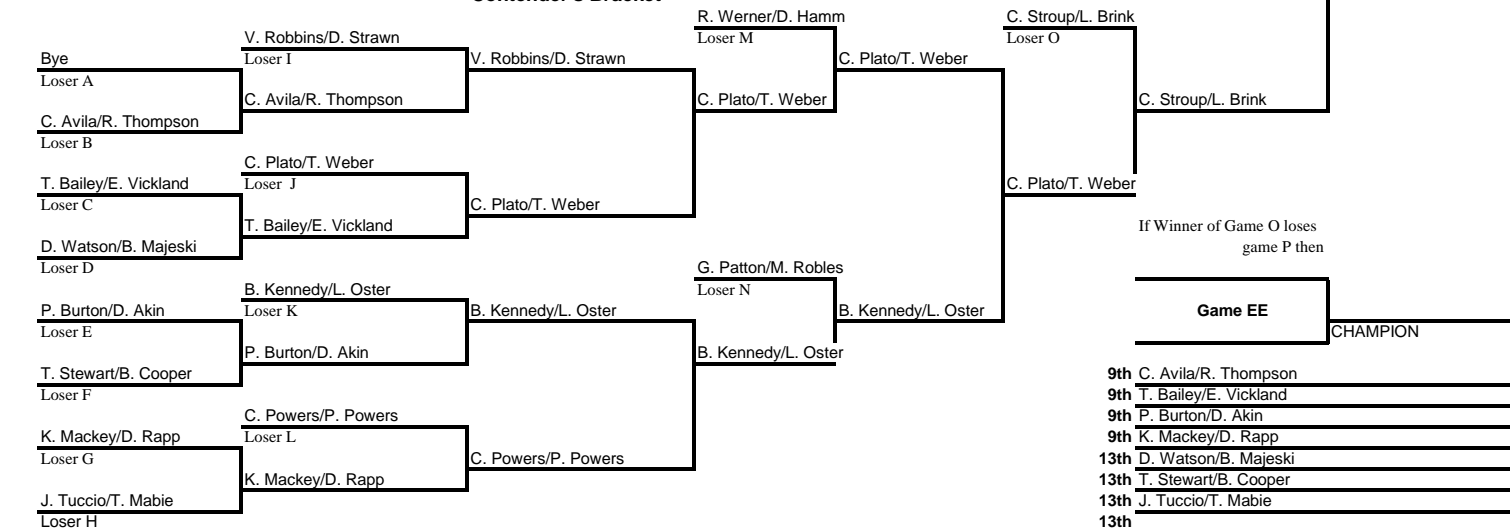 Contender's Bracket
R. Werner/D. Hamm
C. Stroup/L. Brink
V. Robbins/D. Strawn
Loser M
Loser O
Bye
Loser I
V. Robbins/D. Strawn
C. Plato/T. Weber
Loser A
C. Avila/R. Thompson
C. Plato/T. Weber
C. Stroup/L. Brink
C. Avila/R. Thompson
Loser B
C. Plato/T. Weber
T. Bailey/E. Vickland
Loser J
C. Plato/T. Weber
Loser C
C. Plato/T. Weber
T. Bailey/E. Vickland
If Winner of Game O loses
game P then
D. Watson/B. Majeski
Loser D
G. Patton/M. Robles
B. Kennedy/L. Oster
Loser N
P. Burton/D. Akin
Loser K
B. Kennedy/L. Oster
B. Kennedy/L. Oster
Game EE
Loser E
CHAMPION
P. Burton/D. Akin
B. Kennedy/L. Oster
T. Stewart/B. Cooper
9th C. Avila/R. Thompson
Loser F
9th T. Bailey/E. Vickland
C. Powers/P. Powers
9th P. Burton/D. Akin
K. Mackey/D. Rapp
Loser L
9th K. Mackey/D. Rapp
Loser G
C. Powers/P. Powers
13th D. Watson/B. Majeski
K. Mackey/D. Rapp
13th T. Stewart/B. Cooper
J. Tuccio/T. Mabie
13th J. Tuccio/T. Mabie
Loser H
13th